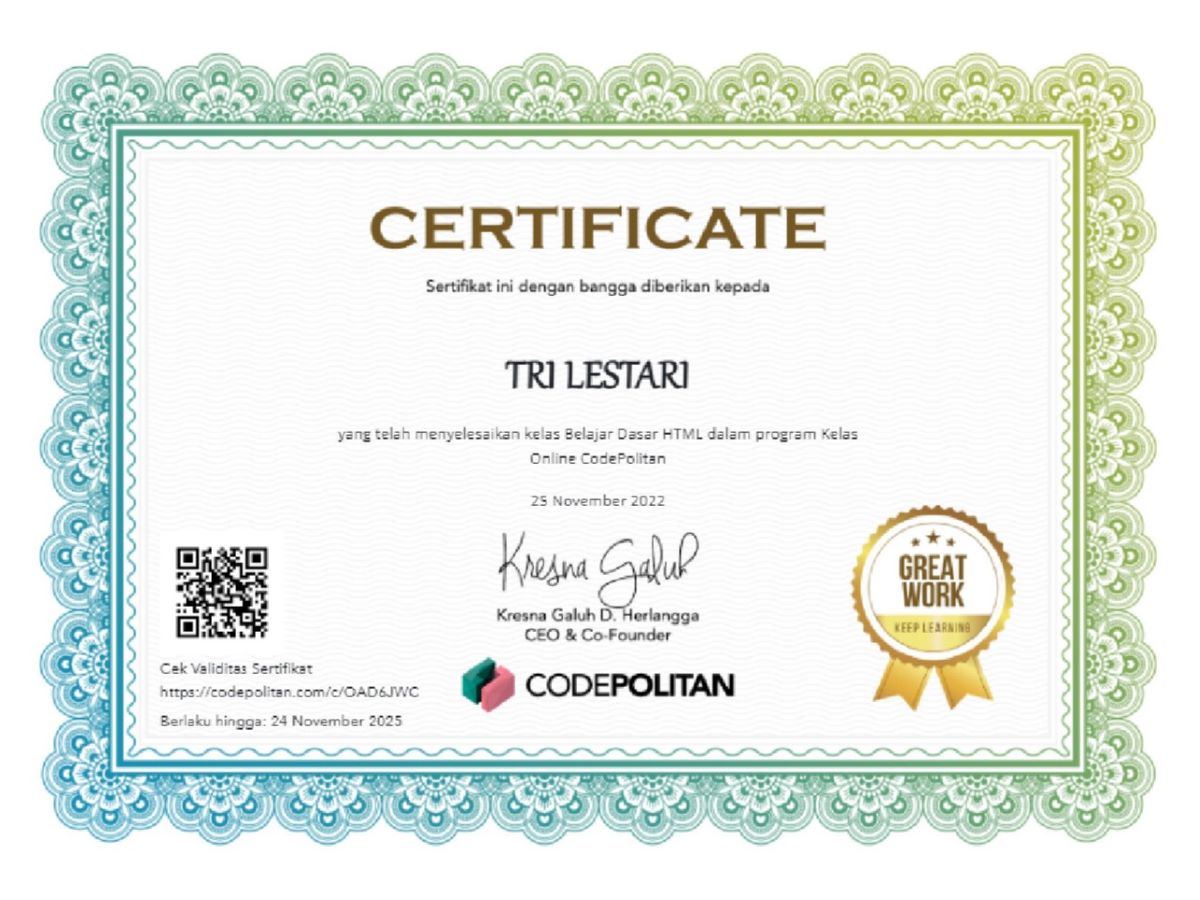 CERTIFICATE
Sertifikat ini dengan bangga diberikan kepada
TRI LESTARI
yang telah menyelesaikan kelas Belajar Dasar HTML dalam program Kelas
Online CodePolitan
25 November 2022
Kresna Galuh
Kresna Galuh D. Herlangga
CEO & Co-Founder
CODEPOLITAN
GREAT
WORK
KEEP LEARNING
Cek Validitas Sertifikat
https://codepolitan.com/c/OAD6JWC
Berlaku hingga: 24 November 2025